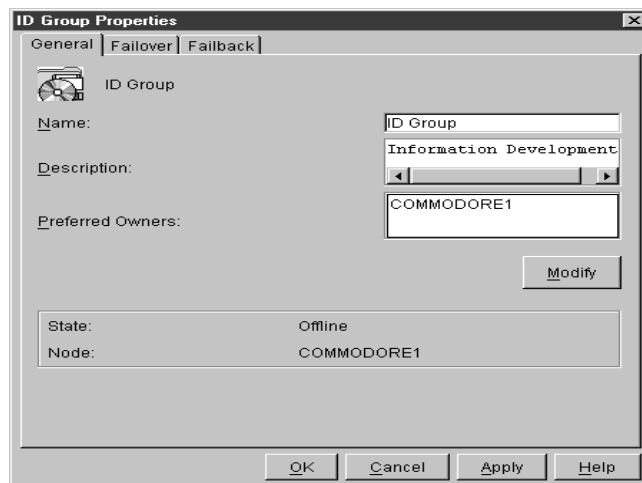 ID Group Properties
General Failover Failback
ID Group
Name: ID Group
Description: Information Development
Preferred Owners: COMMODORE1
Modify
State: Offline
Node: COMMODORE1
OK Cancel Apply Help